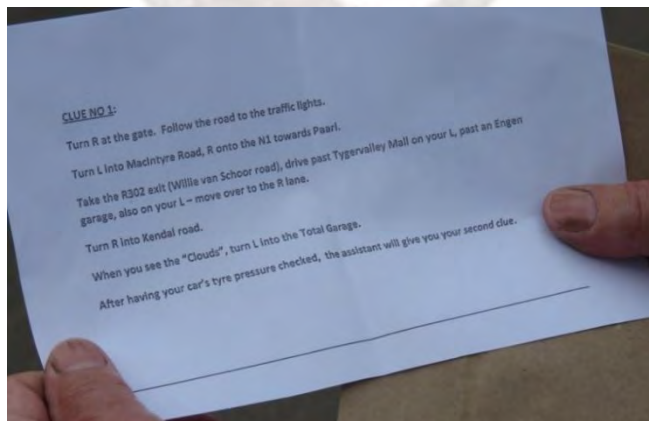 CLUE NO 1:
Turn R at the gate. Follow the road to the traffic lights.
Turn L into MacIntyre Road, R onto the N1 towards Paarl.
Take the R302 exit (Willie van Schoor road), drive past Tygervalley Mall on your L, past an Engen
garage, also on your L – move over to the R lane.
Turn R into Kendal road.
When you see the "Clouds", turn L into the Total Garage.
After having your car's tyre pressure checked, the assistant will give you your second clue.